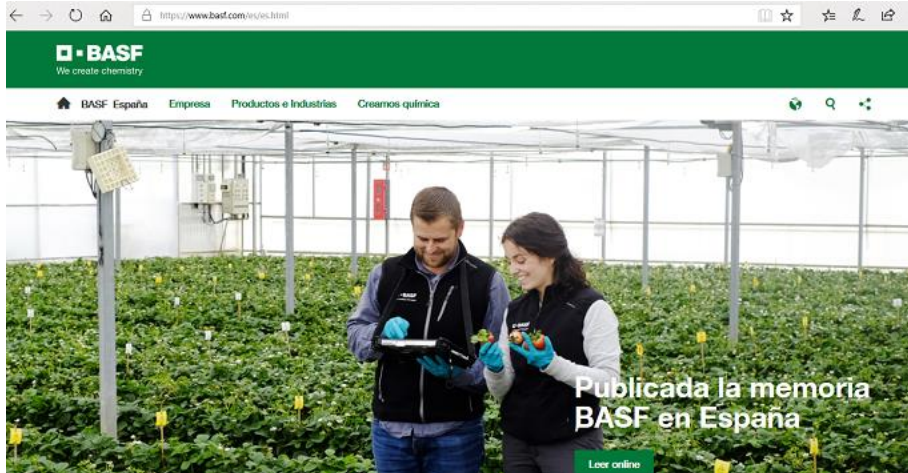 https://www.basf.com/es/es.html
BASF
We create chemistry
BASF España Empresa Productos e Industrias Creamos química
Publicada la memoria
BASF en España
Leer online